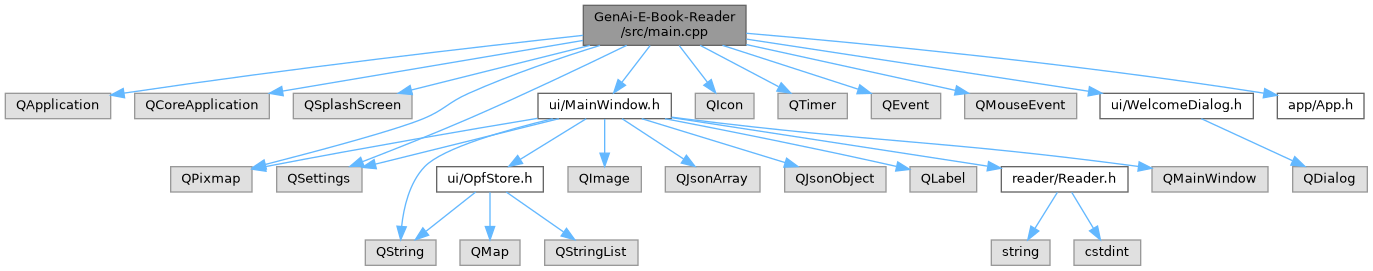 GenAi-E-Book-Reader
/src/main.cpp
QApplication
QCoreApplication
QSplashScreen
ui/MainWindow.h
QIcon
QTimer
QEvent
QMouseEvent
ui/WelcomeDialog.h
app/App.h
QPixmap
QSettings
ui/OpfStore.h
QImage
QJsonArray
QJsonObject
QLabel
reader/Reader.h
QMainWindow
QDialog
QString
QMap
QStringList
string
cstdint